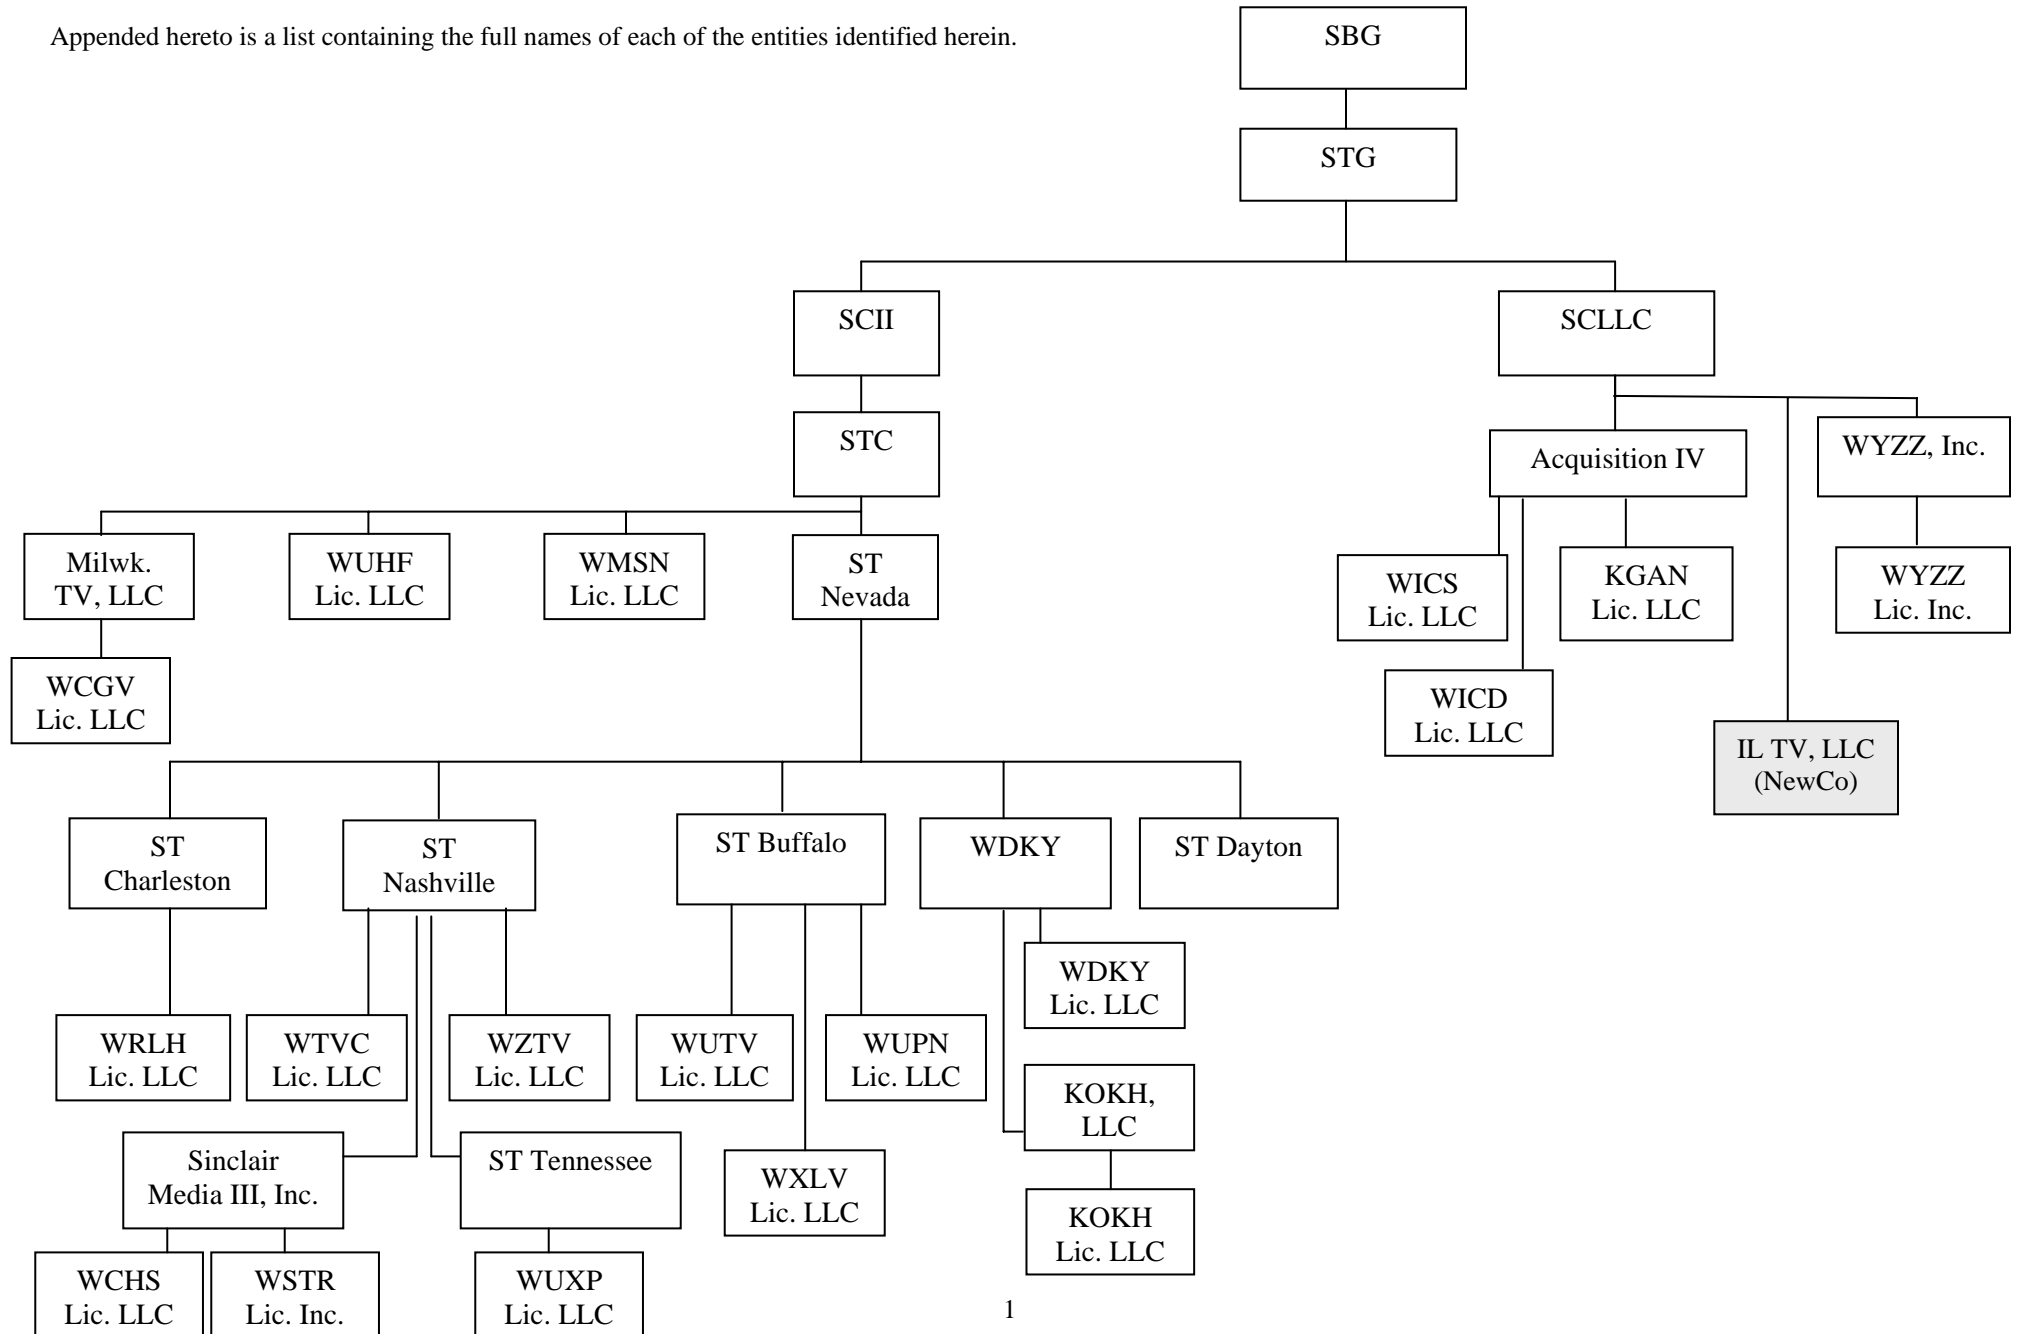 Appended hereto is a list containing the full names of each of the entities identified herein.
SBG
STG
SCII
SCLLC
STC
Acquisition IV
WYZZ, Inc.
Milwk.
TV, LLC
WUHF
Lic. LLC
WMSN
Lic. LLC
ST
Nevada
WICS
Lic. LLC
KGAN
Lic. LLC
WYZZ
Lic. Inc.
WCGV
Lic. LLC
WICD
Lic. LLC
IL TV, LLC
(NewCo)
ST
Charleston
ST
Nashville
ST Buffalo
WDKY
ST Dayton
WDKY
Lic. LLC
WRLH
Lic. LLC
WTVC
Lic. LLC
WZTV
Lic. LLC
WUTV
Lic. LLC
WUPN
Lic. LLC
KOKH,
LLC
Sinclair
Media III, Inc.
ST Tennessee
WXLV
Lic. LLC
KOKH
Lic. LLC
WCHS
Lic. LLC
WSTR
Lic. Inc.
WUXP
Lic. LLC
1